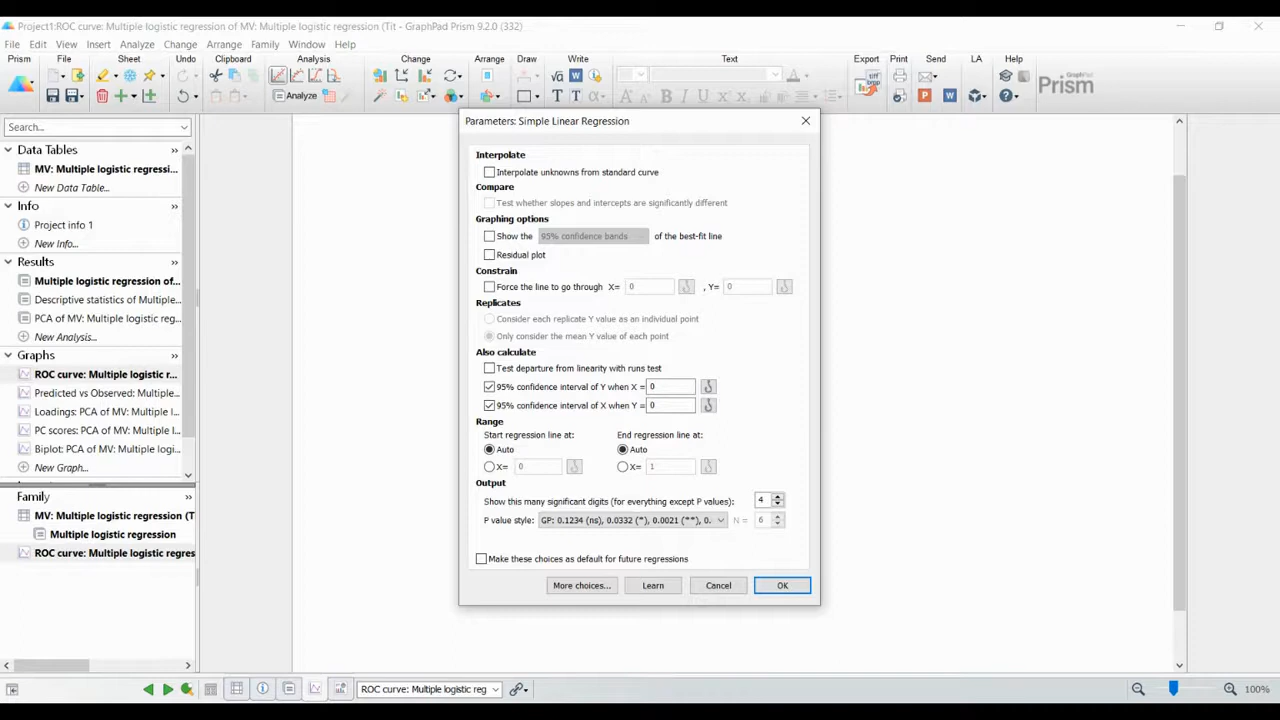 Project1:ROC curve: Multiple logistic regression of MV: Multiple logistic regression (Tit - GraphPad Prism 9.2.0 (332)
File Edit View Insert Analyze Change Arrange Family Window Help
Prism File Sheet Undo Clipboard Analysis Change Arrange Draw Write Text Export Print Send LA Help
GraphPad
Prism
Analyze
Search...
Data Tables
MV: Multiple logistic regressi...
New Data Table...
Info
Project info 1
New Info...
Results
Multiple logistic regression of...
Descriptive statistics of Multiple...
PCA of MV: Multiple logistic reg...
New Analysis...
Graphs
ROC curve: Multiple logistic r...
Predicted vs Observed: Multiple...
Loadings: PCA of MV: Multiple l...
PC scores: PCA of MV: Multiple l...
Biplot: PCA of MV: Multiple logi...
New Graph...
Family
MV: Multiple logistic regression (T
Multiple logistic regression
ROC curve: Multiple logistic regres
Parameters: Simple Linear Regression
Interpolate
Interpolate unknowns from standard curve
Compare
Test whether slopes and intercepts are significantly different
Graphing options
Show the 95% confidence bands of the best-fit line
Residual plot
Constrain
Force the line to go through X= 0 , Y= 0
Replicates
Consider each replicate Y value as an individual point
Only consider the mean Y value of each point
Also calculate
Test departure from linearity with runs test
95% confidence interval of Y when X = 0
95% confidence interval of X when Y = 0
Range
Start regression line at: End regression line at:
Auto Auto
X= 0 X= 1
Output
Show this many significant digits (for everything except P values): 4
P value style: GP: 0.1234 (ns), 0.0332 (*), 0.0021 (**), 0. N = 6
Make these choices as default for future regressions
More choices... Learn Cancel OK
ROC curve: Multiple logistic reg
100%